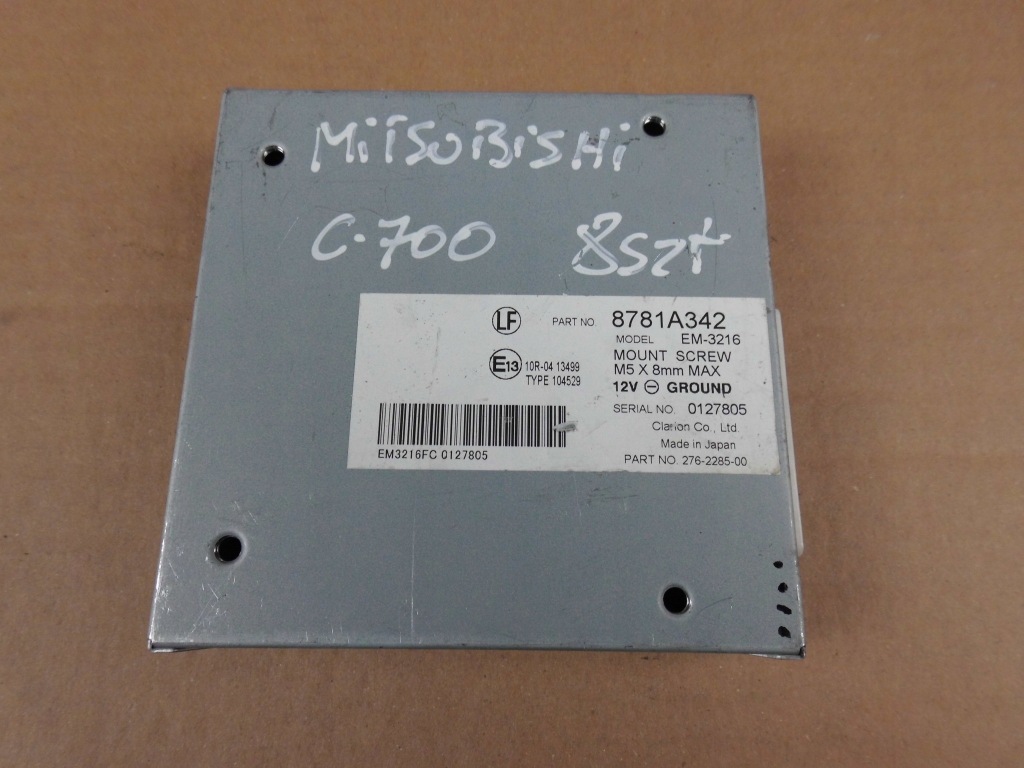 MiTSOBiSHi
C-700 8szt
LF PART NO. 8781A342
MODEL EM-3216
MOUNT SCREW
M5 X 8mm MAX
E13 10R-04 13499
TYPE 104529
12V ⊖ GROUND
SERIAL NO. 0127805
Clarion Co., Ltd.
Made in Japan
EM3216FC 0127805
PART NO. 276-2285-00